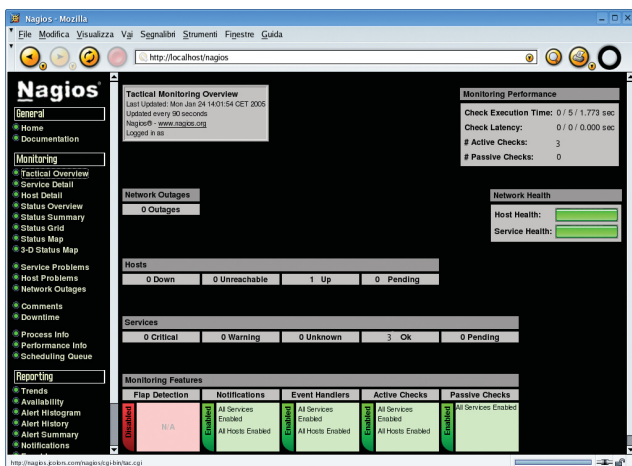 Nagios - Mozilla
File Modifica Visualizza Vai Segnalibri Strumenti Finestre Guida
http://localhost/nagios
Nagios®
General
Home
Documentation
Monitoring
Tactical Overview
Service Detail
Host Detail
Status Overview
Status Summary
Status Grid
Status Map
3-D Status Map
Service Problems
Host Problems
Network Outages
Comments
Downtime
Process Info
Performance Info
Scheduling Queue
Reporting
Trends
Availability
Alert Histogram
Alert History
Alert Summary
Notifications
Tactical Monitoring Overview
Last Updated: Mon Jan 24 14:01:54 CET 2005
Updated every 90 seconds
Nagios® - www.nagios.org
Logged in as
Monitoring Performance
Check Execution Time: 0 / 5 / 1.773 sec
Check Latency: 0 / 0 / 0.000 sec
# Active Checks: 3
# Passive Checks: 0
Network Outages
0 Outages
Network Health
Host Health:
Service Health:
Hosts
0 Down 0 Unreachable 1 Up 0 Pending
Services
0 Critical 0 Warning 0 Unknown 3 Ok 0 Pending
Monitoring Features
Flap Detection Notifications Event Handlers Active Checks Passive Checks
Disabled N/A
Enabled All Services Enabled
All Hosts Enabled
Enabled All Services Enabled
All Hosts Enabled
Enabled All Services Enabled
All Hosts Enabled
Enabled All Services Enabled
http://nagios.jcolon.com/nagios/cgi-bin/tac.cgi